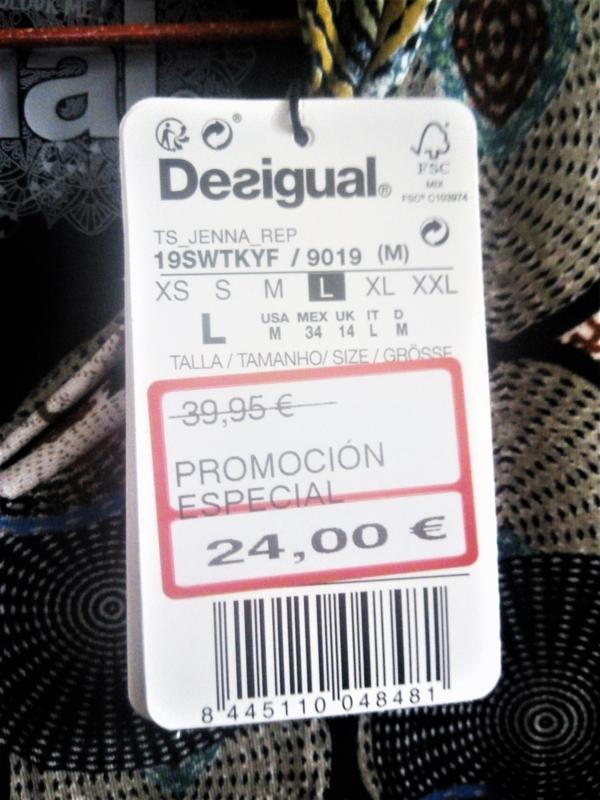 al.
Desigual®
FSC
MIX
FSC® C103974
TS_JENNA_REP
19SWTKYF / 9019 (M)
XS S M L XL XXL
L
USA MEX UK IT D
M 34 14 L M
TALLA / TAMANHO/ SIZE / GRÖSSE
39,95 €
PROMOCIÓN
ESPECIAL
24,00 €
8 445110 048481